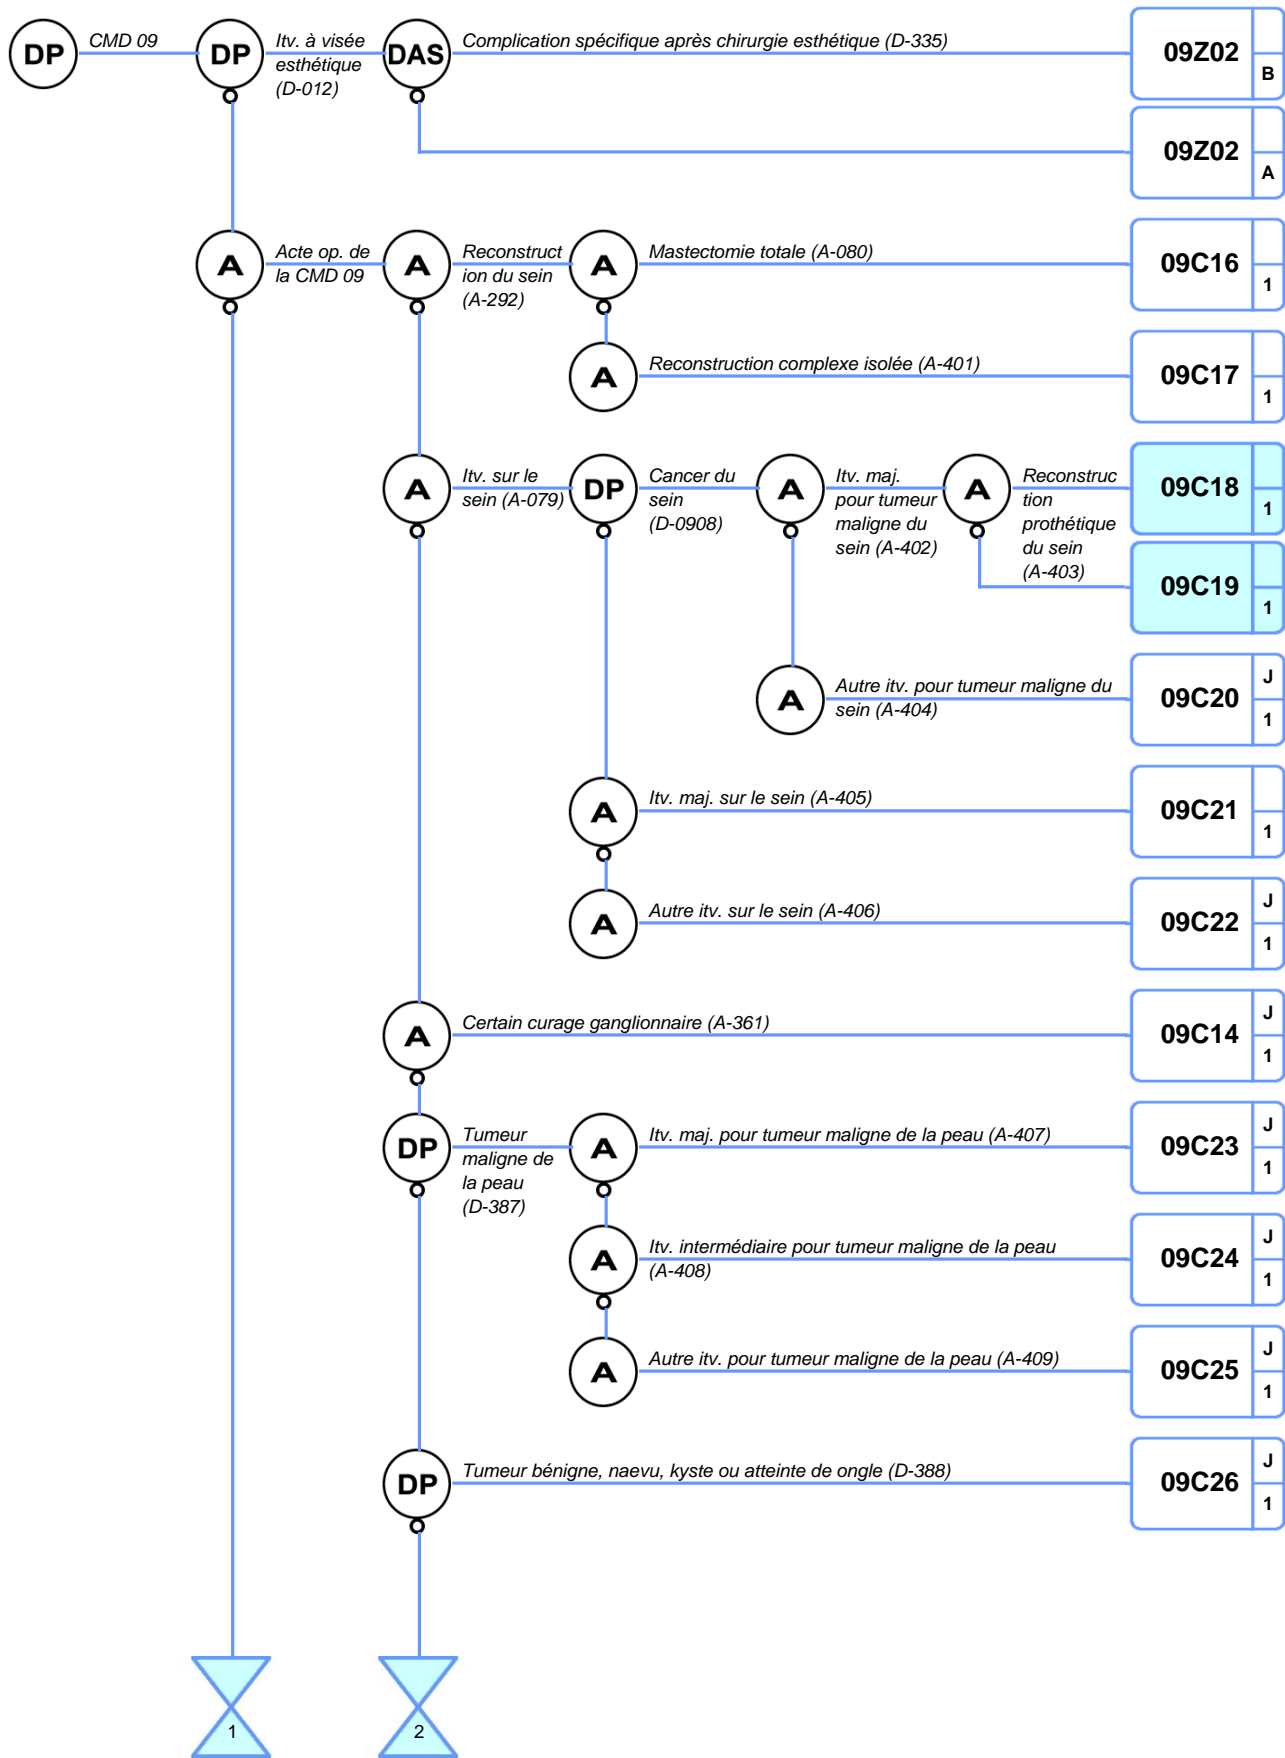 DP
CMD 09
DP
Itv. à visée
esthétique
(D-012)
DAS
Complication spécifique après chirurgie esthétique (D-335)
09Z02
B
09Z02
A
A
Acte op. de
la CMD 09
A
Reconstruct
ion du sein
(A-292)
A
Mastectomie totale (A-080)
09C16
1
A
Reconstruction complexe isolée (A-401)
09C17
1
A
Itv. sur le
sein (A-079)
DP
Cancer du
sein
(D-0908)
A
Itv. maj.
pour tumeur
maligne du
sein (A-402)
A
Reconstruc
tion
prothétique
du sein
(A-403)
09C18
1
09C19
1
A
Autre itv. pour tumeur maligne du
sein (A-404)
09C20
J
1
A
Itv. maj. sur le sein (A-405)
09C21
1
A
Autre itv. sur le sein (A-406)
09C22
J
1
A
Certain curage ganglionnaire (A-361)
09C14
J
1
DP
Tumeur
maligne de
la peau
(D-387)
A
Itv. maj. pour tumeur maligne de la peau (A-407)
09C23
J
1
A
Itv. intermédiaire pour tumeur maligne de la peau
(A-408)
09C24
J
1
A
Autre itv. pour tumeur maligne de la peau (A-409)
09C25
J
1
DP
Tumeur bénigne, naevu, kyste ou atteinte de ongle (D-388)
09C26
J
1
1
2